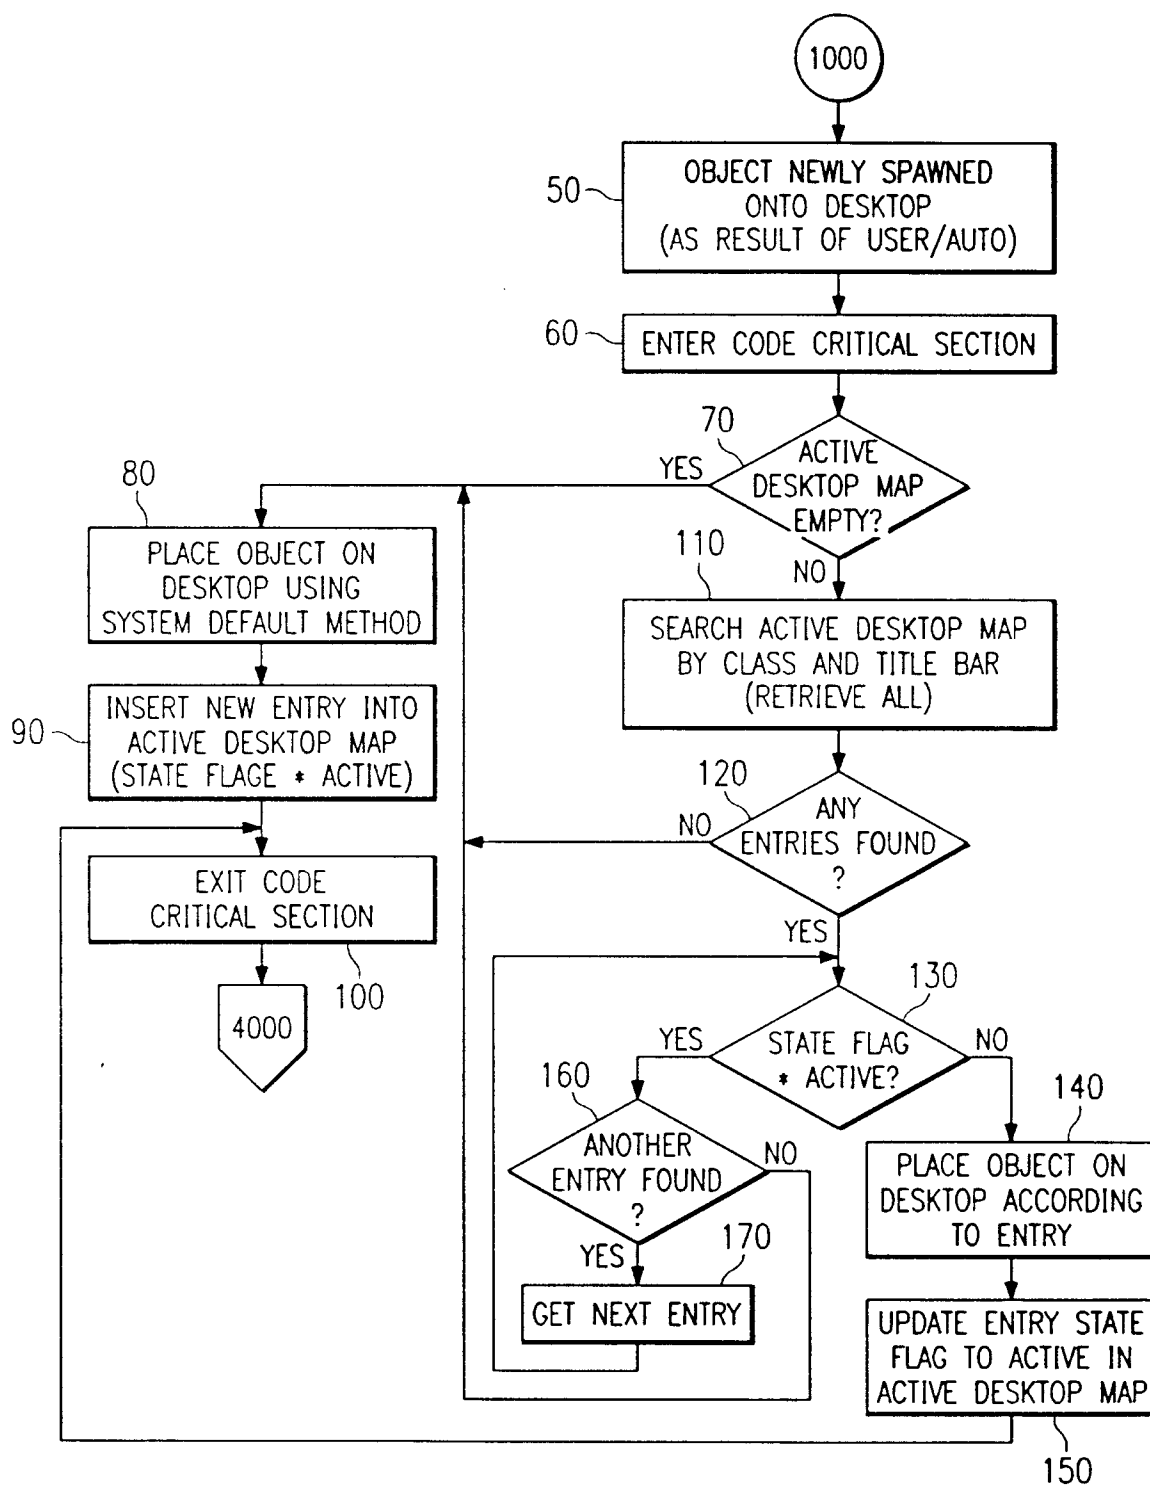 1000
OBJECT NEWLY SPAWNED
ONTO DESKTOP
(AS RESULT OF USER/AUTO)
50
ENTER CODE CRITICAL SECTION
60
ACTIVE
DESKTOP MAP
EMPTY?
70
YES
NO
80
PLACE OBJECT ON
DESKTOP USING
SYSTEM DEFAULT METHOD
90
INSERT NEW ENTRY INTO
ACTIVE DESKTOP MAP
(STATE FLAGE * ACTIVE)
EXIT CODE
CRITICAL SECTION
100
4000
110
SEARCH ACTIVE DESKTOP MAP
BY CLASS AND TITLE BAR
(RETRIEVE ALL)
120
ANY
ENTRIES FOUND
?
NO
YES
130
STATE FLAG
* ACTIVE?
YES
NO
140
PLACE OBJECT ON
DESKTOP ACCORDING
TO ENTRY
UPDATE ENTRY STATE
FLAG TO ACTIVE IN
ACTIVE DESKTOP MAP
150
160
ANOTHER
ENTRY FOUND
?
NO
YES
170
GET NEXT ENTRY